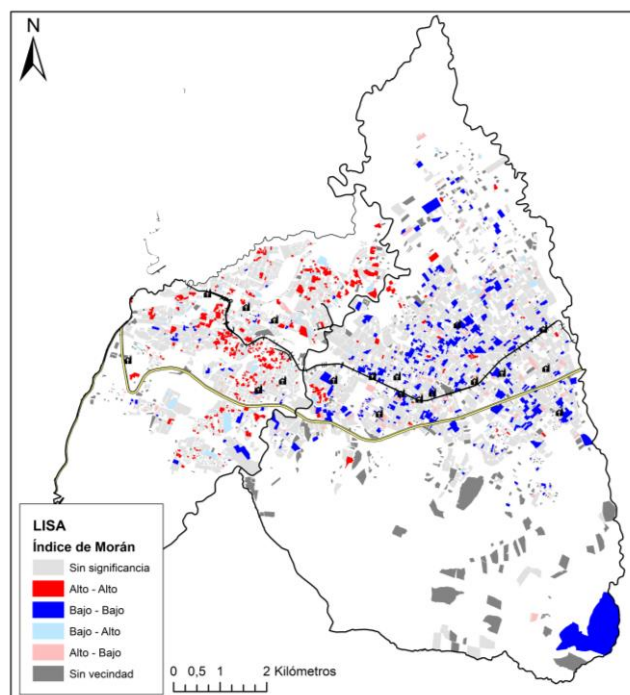 N
LISA
Índice de Morán
Sin significancia
Alto - Alto
Bajo - Bajo
Bajo - Alto
Alto - Bajo
Sin vecindad
0 0,5 1 2 Kilómetros